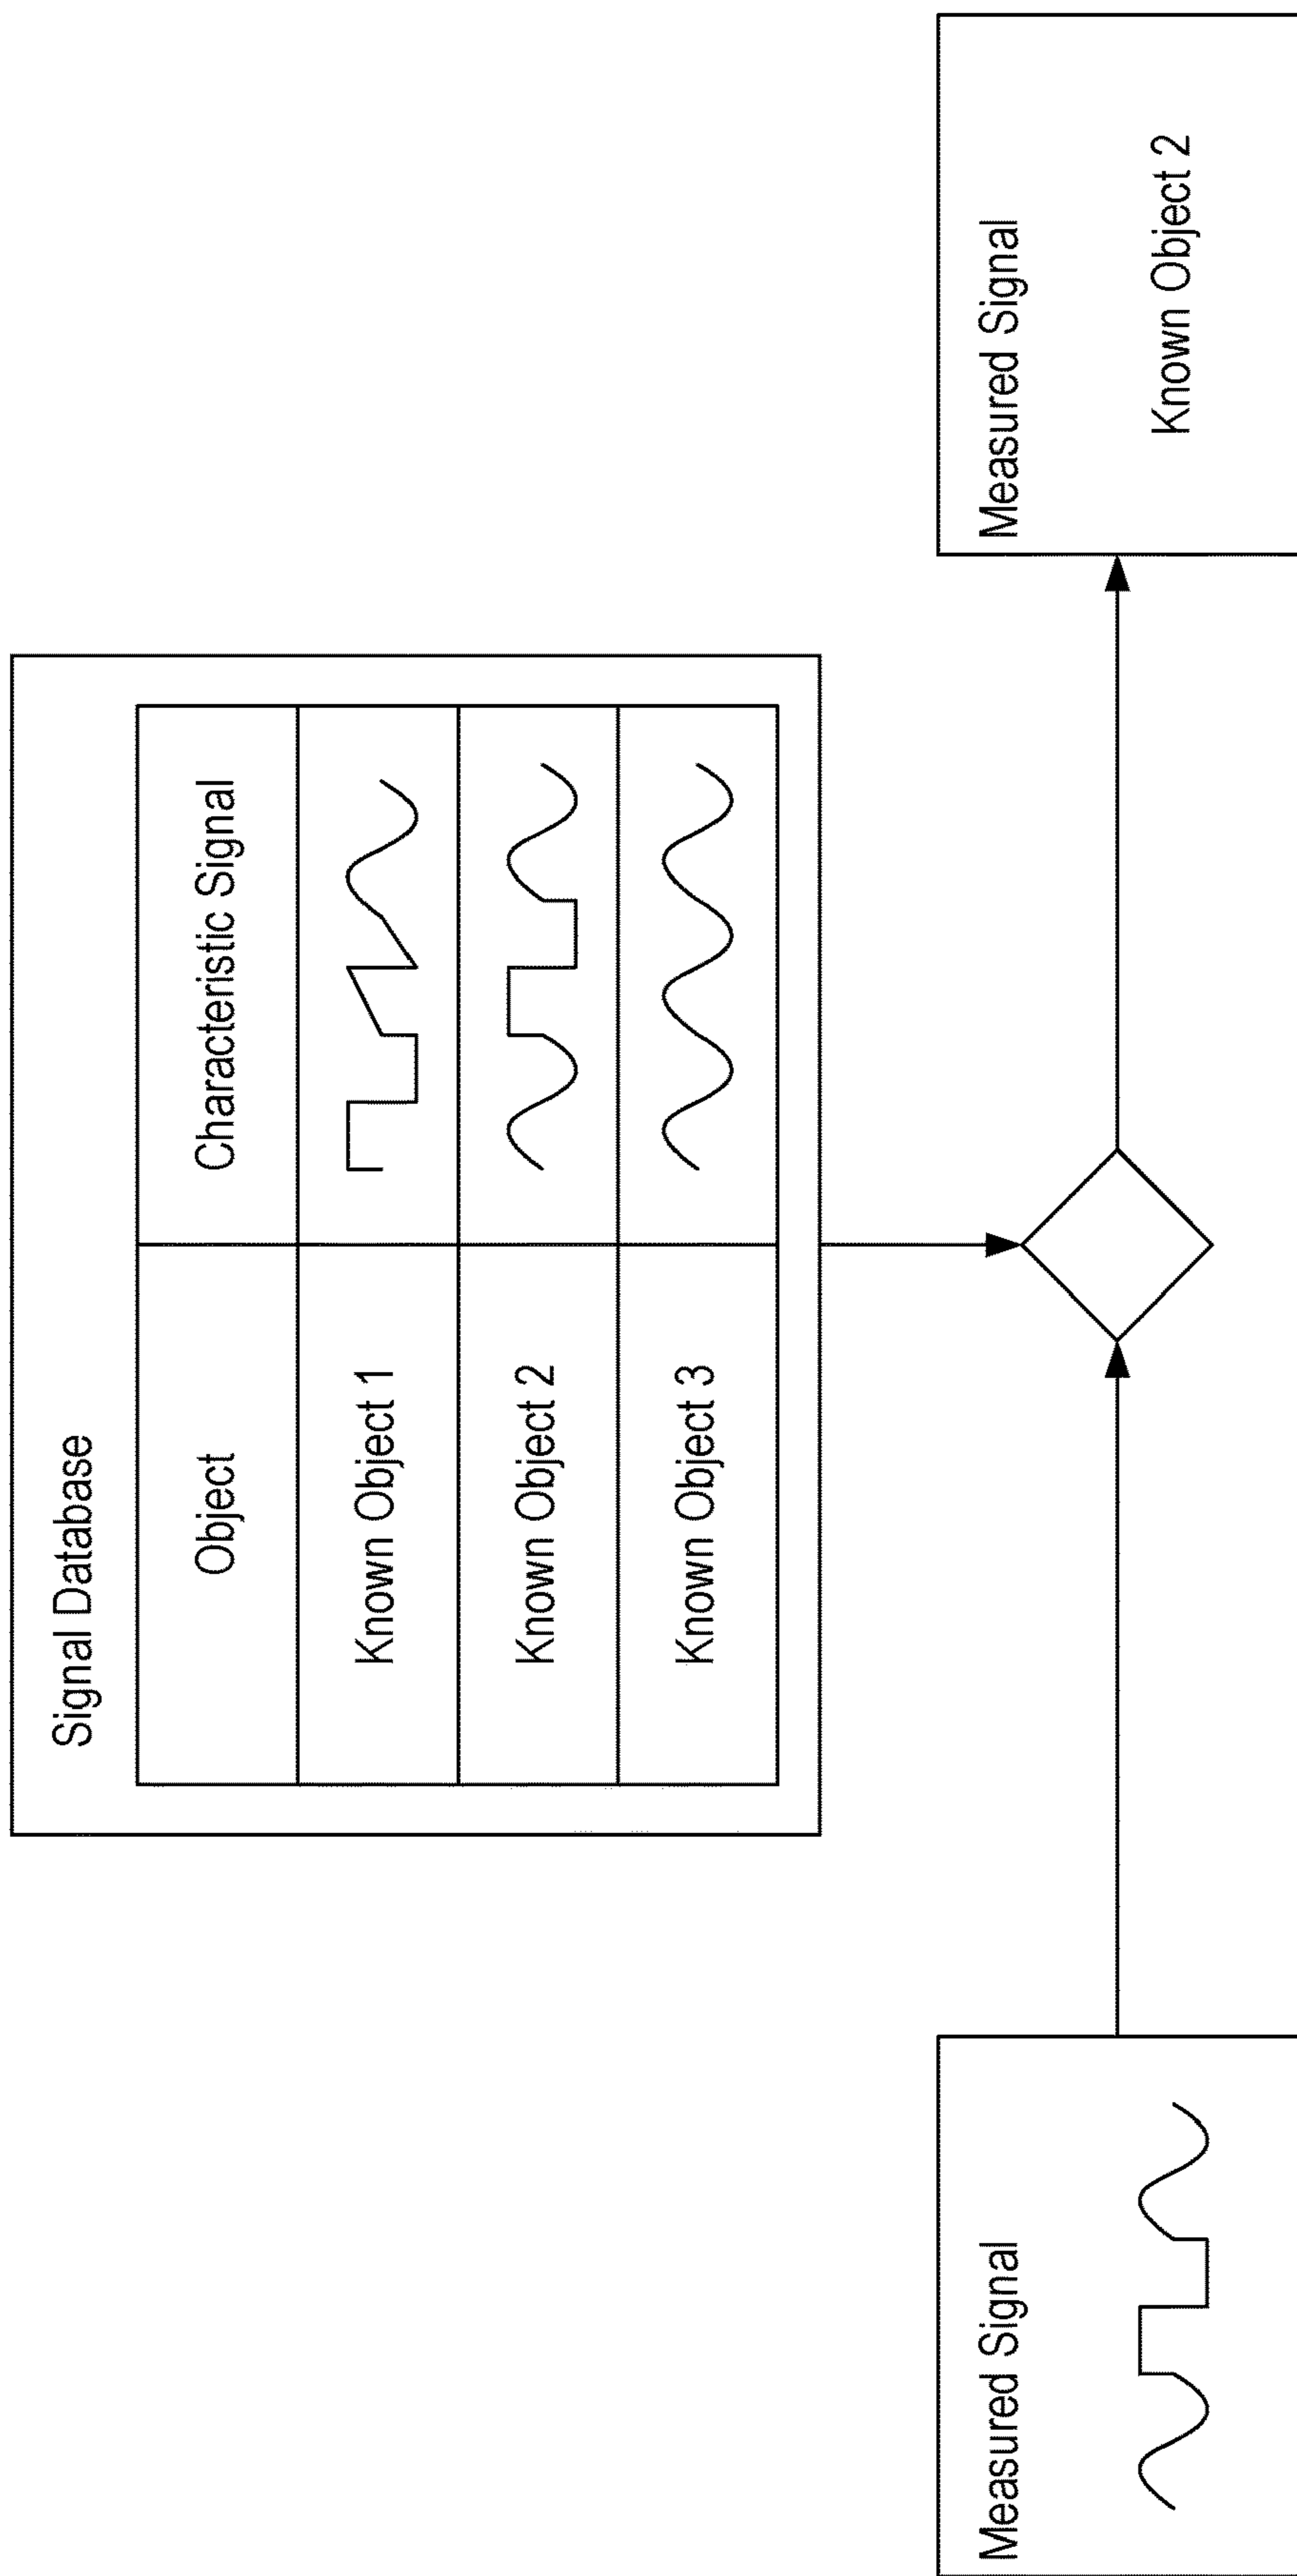 Signal Database
Object
Characteristic Signal
Known Object 1
Known Object 2
Known Object 3
Measured Signal
Measured Signal
Known Object 2